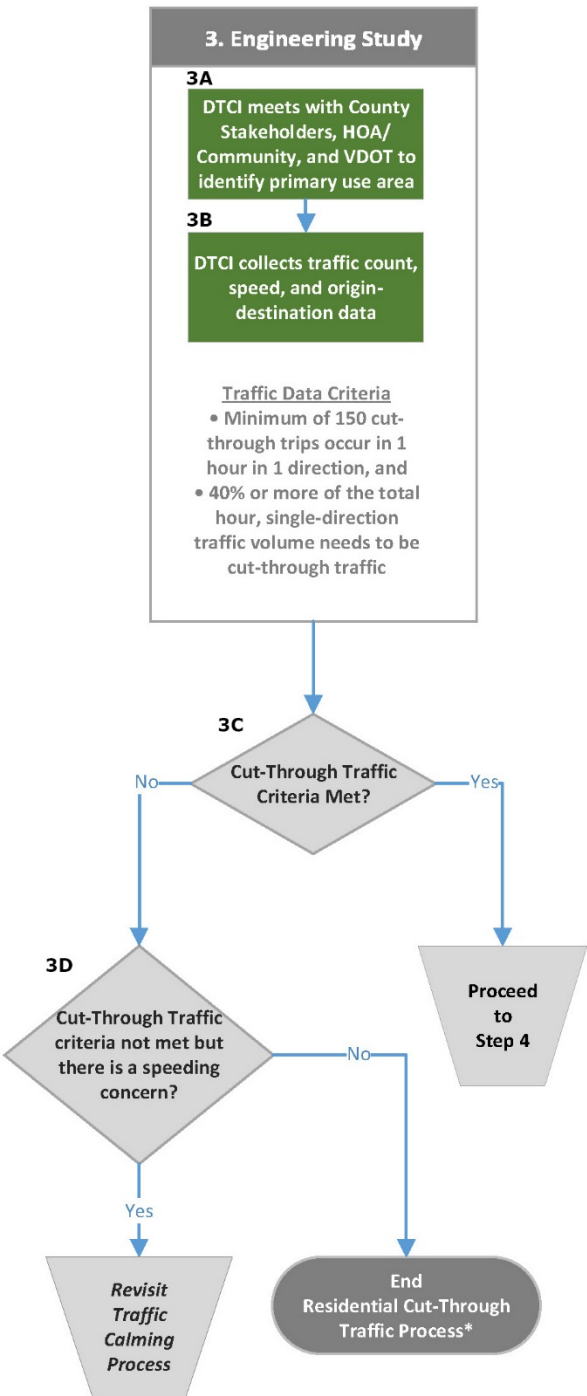 3. Engineering Study
3A
DTCI meets with County
Stakeholders, HOA/
Community, and VDOT to
identify primary use area
3B
DTCI collects traffic count,
speed, and origin-
destination data
Traffic Data Criteria
• Minimum of 150 cut-
through trips occur in 1
hour in 1 direction, and
• 40% or more of the total
hour, single-direction
traffic volume needs to be
cut-through traffic
3C
Cut-Through Traffic
Criteria Met?
No
Yes
3D
Cut-Through Traffic
criteria not met but
there is a speeding
concern?
Proceed
to
Step 4
No
Yes
Revisit
Traffic
Calming
Process
End
Residential Cut-Through
Traffic Process*